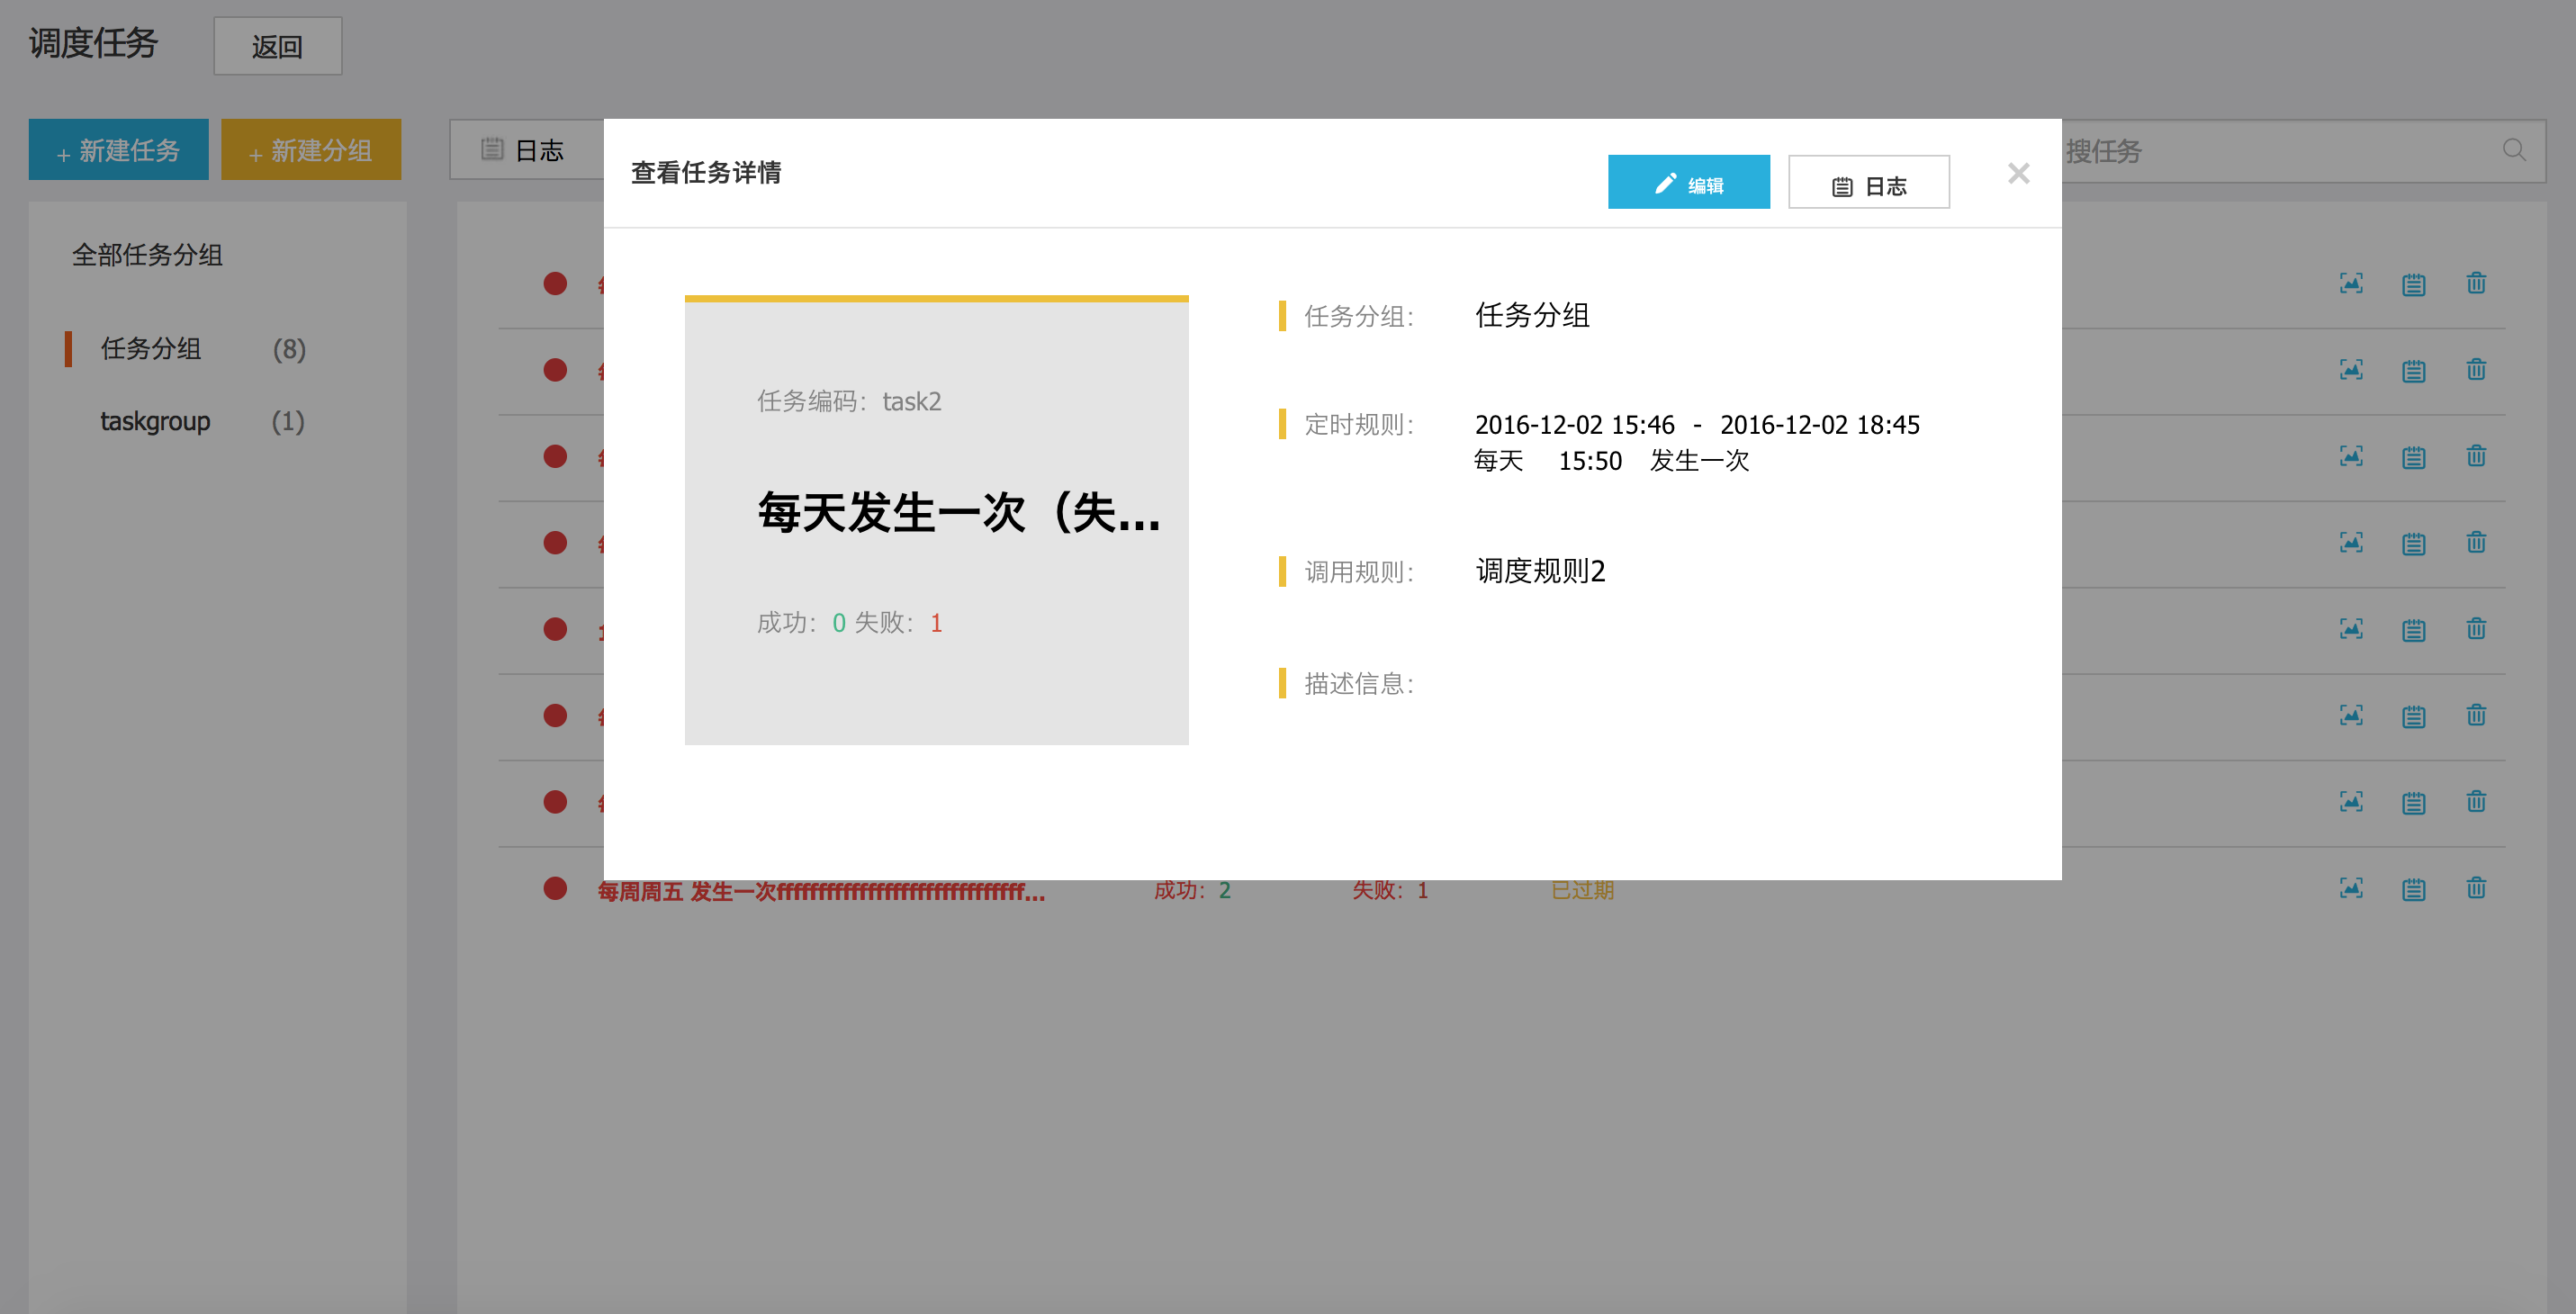 调度任务
返回
+ 新建任务
+ 新建分组
日志
搜任务
全部任务分组
任务分组 (8)
taskgroup (1)
查看任务详情
编辑
日志
任务编码：task2
每天发生一次（失...
成功：0 失败：1
任务分组：
任务分组
定时规则：
2016-12-02 15:46 - 2016-12-02 18:45
每天 15:50 发生一次
调用规则：
调度规则2
描述信息：
每周周五 发生一次ffffffffffffffffffffffffffffff... 成功：2 失败：1 已过期